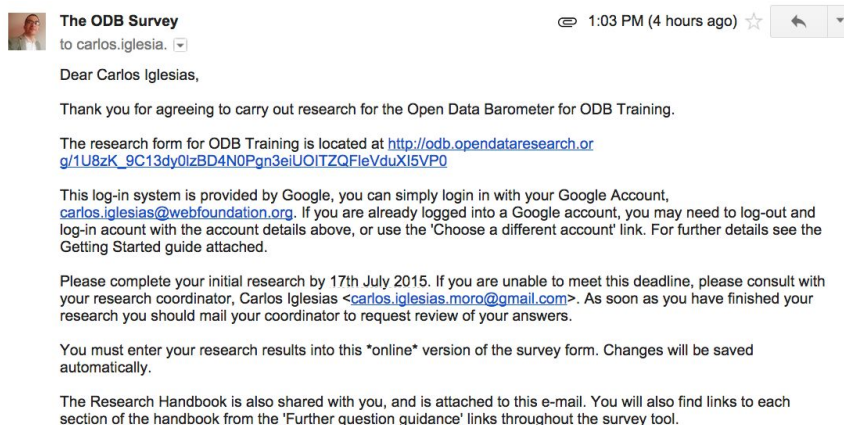 The ODB Survey
1:03 PM (4 hours ago)
to carlos.iglesia.
Dear Carlos Iglesias,
Thank you for agreeing to carry out research for the Open Data Barometer for ODB Training.
The research form for ODB Training is located at http://odb.opendataresearch.or
g/1U8zK_9C13dy0lzBD4N0Pgn3eiUOITZQFleVduXI5VP0
This log-in system is provided by Google, you can simply login in with your Google Account,
carlos.iglesias@webfoundation.org. If you are already logged into a Google account, you may need to log-out and
log-in acount with the account details above, or use the 'Choose a different account' link. For further details see the
Getting Started guide attached.
Please complete your initial research by 17th July 2015. If you are unable to meet this deadline, please consult with
your research coordinator, Carlos Iglesias <carlos.iglesias.moro@gmail.com>. As soon as you have finished your
research you should mail your coordinator to request review of your answers.
You must enter your research results into this *online* version of the survey form. Changes will be saved
automatically.
The Research Handbook is also shared with you, and is attached to this e-mail. You will also find links to each
section of the handbook from the 'Further question guidance' links throughout the survey tool.